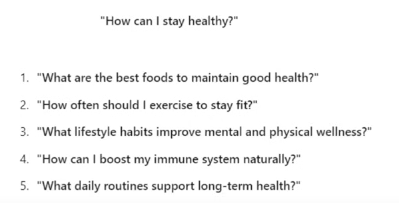 "How can I stay healthy?"
1. "What are the best foods to maintain good health?"
2. "How often should I exercise to stay fit?"
3. "What lifestyle habits improve mental and physical wellness?"
4. "How can I boost my immune system naturally?"
5. "What daily routines support long-term health?"